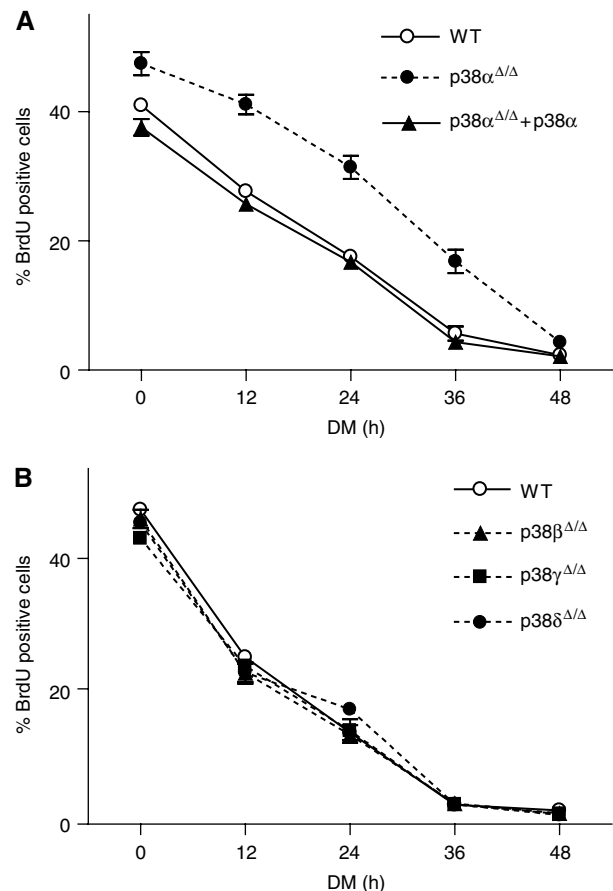 A
WT
p38α^Δ/Δ
p38α^Δ/Δ+p38α
% BrdU positive cells
40
20
0
0 12 24 36 48
DM (h)
B
WT
p38β^Δ/Δ
p38γ^Δ/Δ
p38δ^Δ/Δ
% BrdU positive cells
40
20
0
0 12 24 36 48
DM (h)